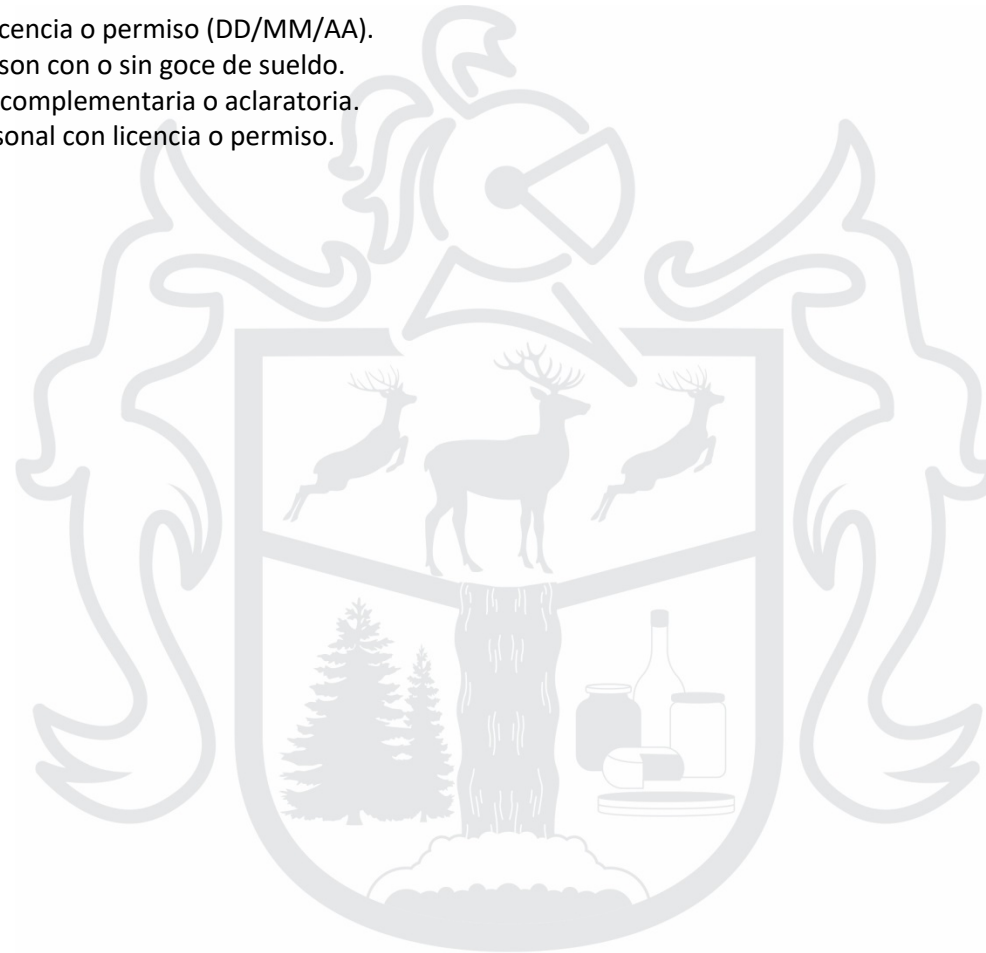 cencia o permiso (DD/MM/AA).
son con o sin goce de sueldo.
complementaria o aclaratoria.
sonal con licencia o permiso.